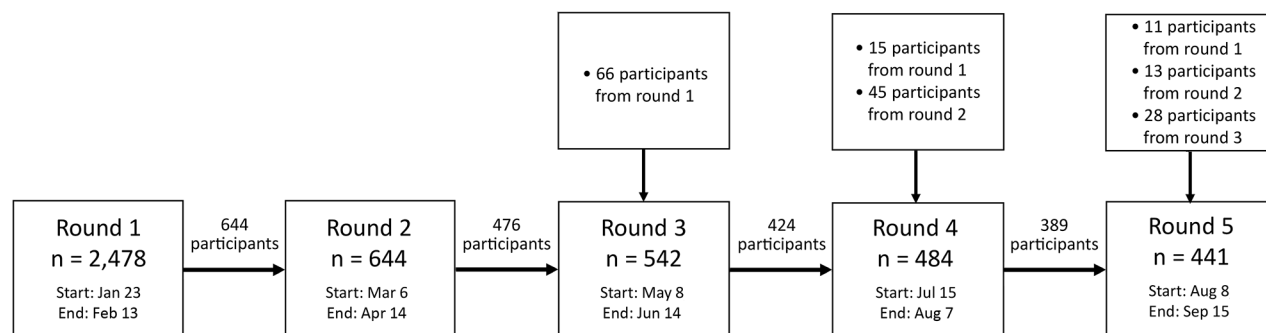 • 66 participants
from round 1
• 15 participants
from round 1
• 45 participants
from round 2
• 11 participants
from round 1
• 13 participants
from round 2
• 28 participants
from round 3
Round 1
n = 2,478
Start: Jan 23
End: Feb 13
644
participants
Round 2
n = 644
Start: Mar 6
End: Apr 14
476
participants
Round 3
n = 542
Start: May 8
End: Jun 14
424
participants
Round 4
n = 484
Start: Jul 15
End: Aug 7
389
participants
Round 5
n = 441
Start: Aug 8
End: Sep 15